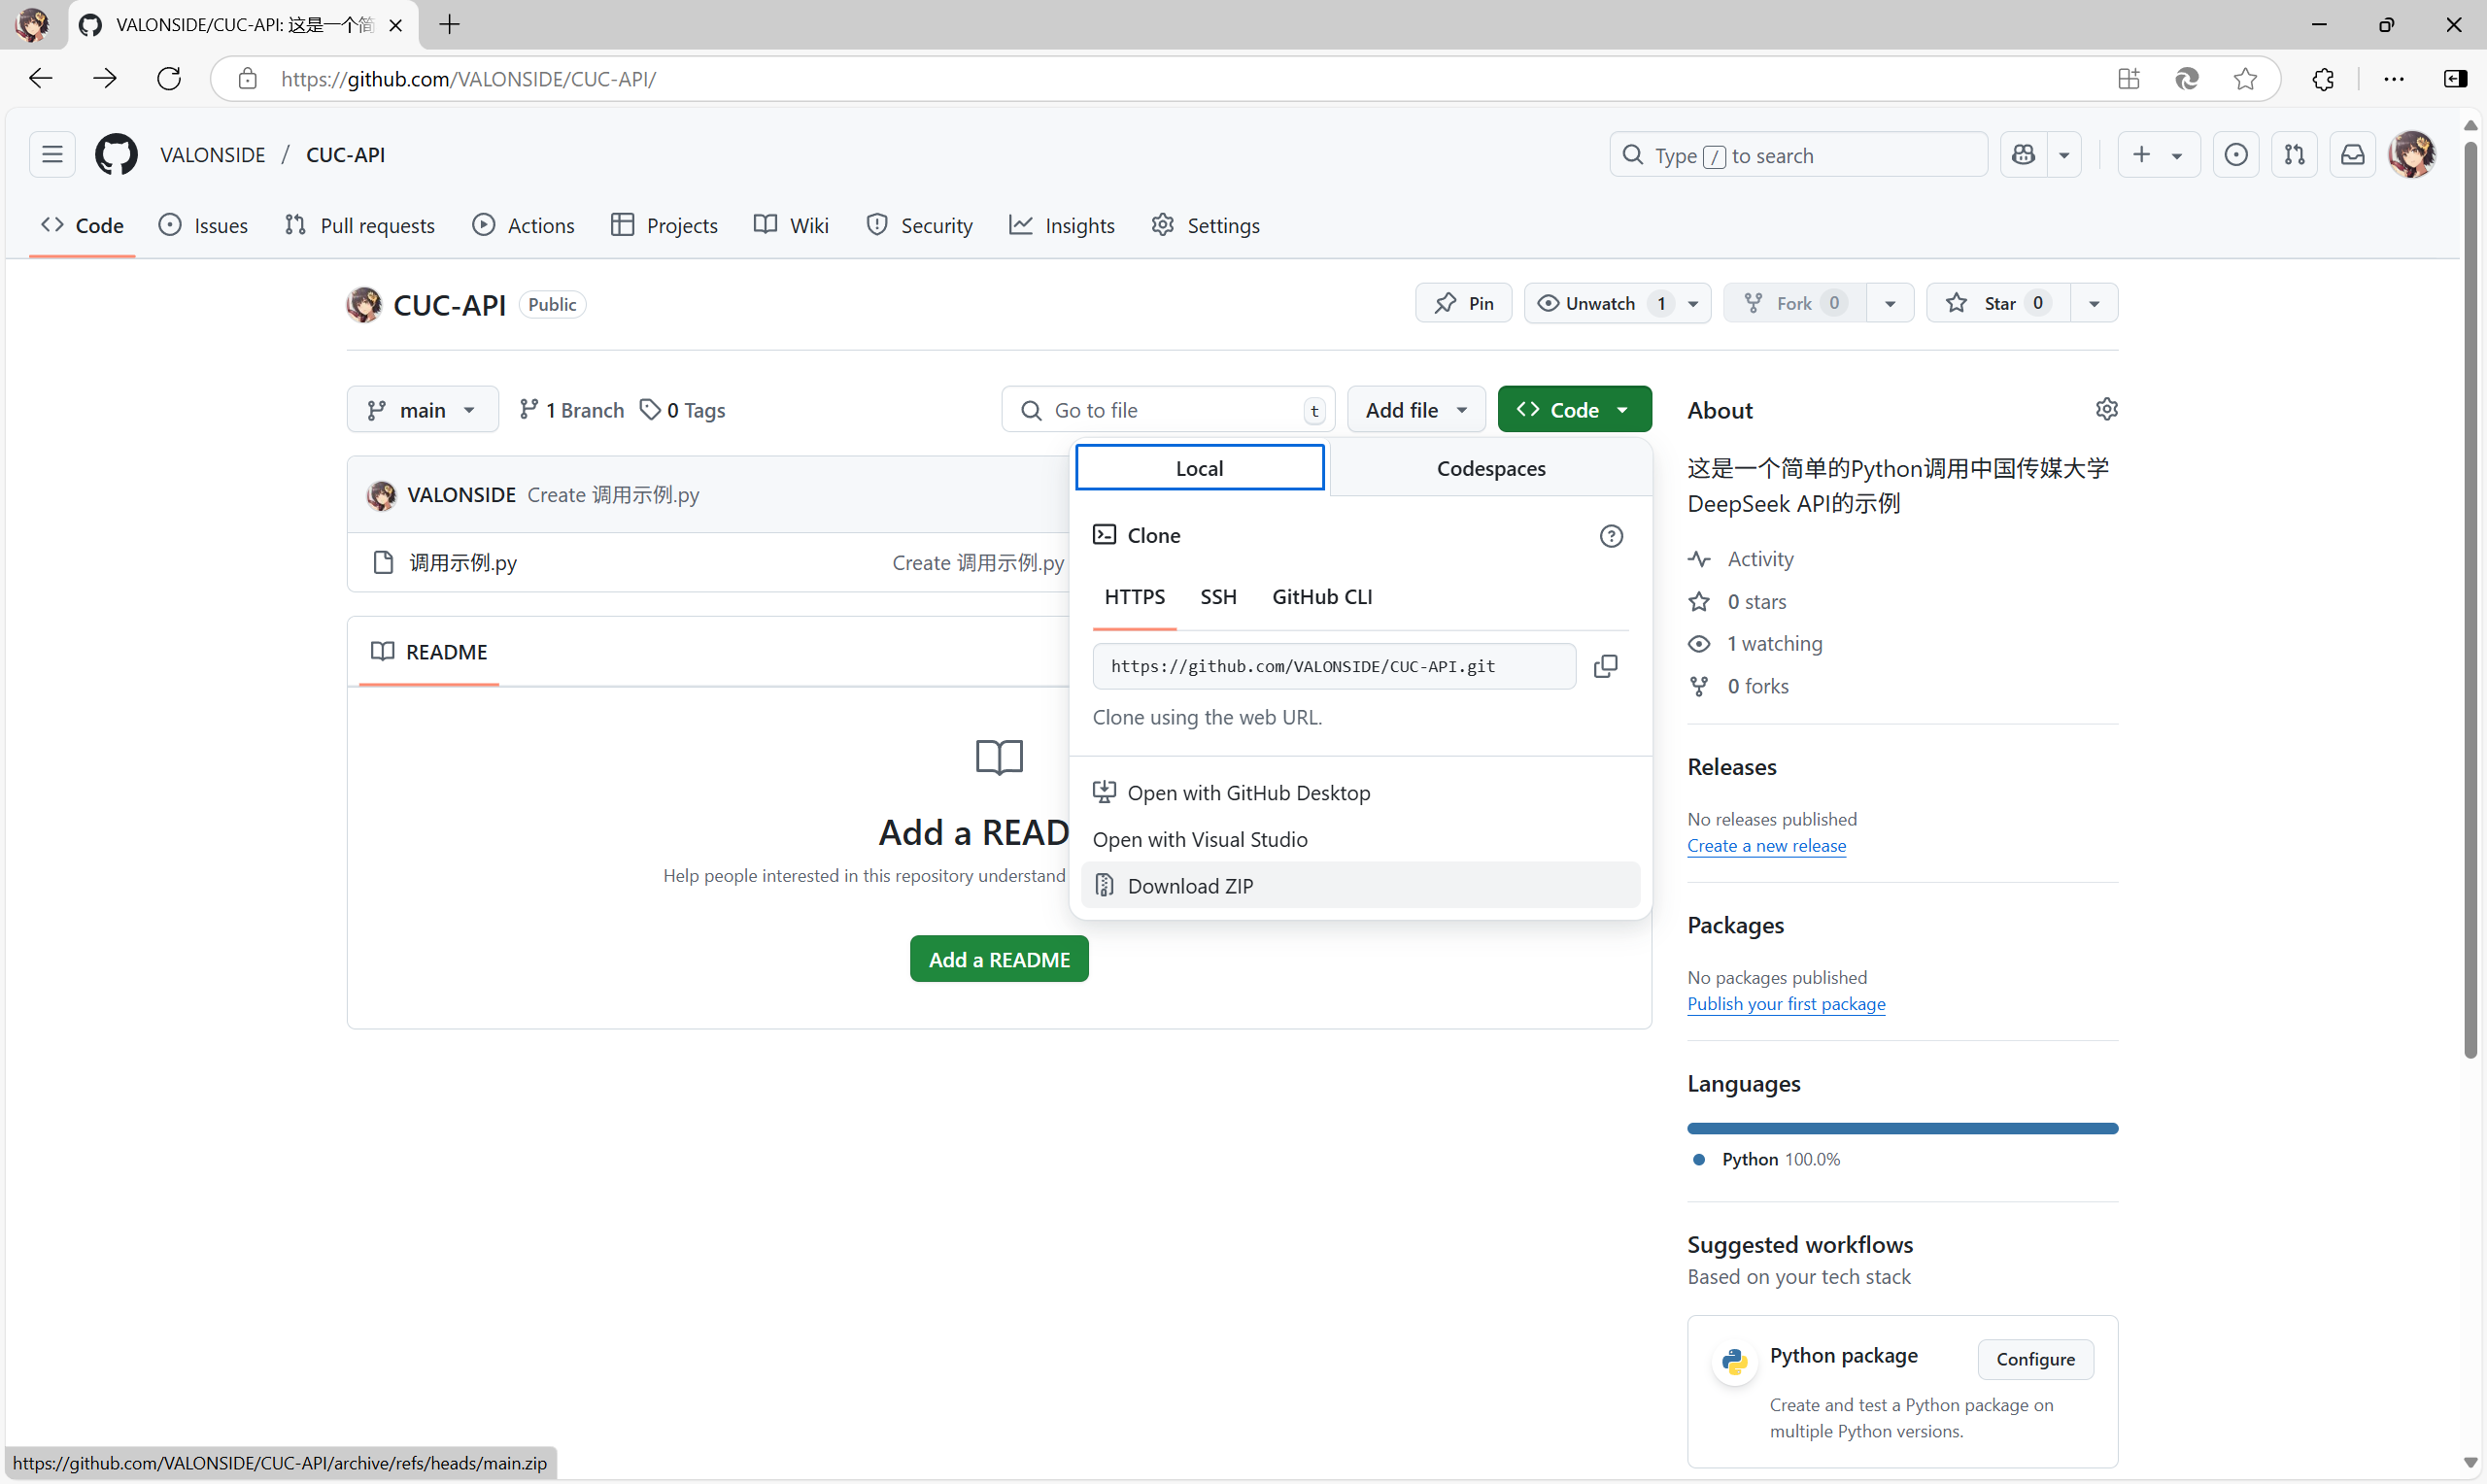 VALONSIDE/CUC-API: 这是一个简
https://github.com/VALONSIDE/CUC-API/
VALONSIDE / CUC-API
Type / to search
Code
Issues
Pull requests
Actions
Projects
Wiki
Security
Insights
Settings
CUC-API Public
Pin
Unwatch 1
Fork 0
Star 0
main
1 Branch
0 Tags
Go to file t
Add file
Code
Local
Codespaces
Clone
HTTPS
SSH
GitHub CLI
https://github.com/VALONSIDE/CUC-API.git
Clone using the web URL.
Open with GitHub Desktop
Open with Visual Studio
Download ZIP
VALONSIDE Create 调用示例.py
调用示例.py
Create 调用示例.py
README
Add a READ
Help people interested in this repository understand
Add a README
About
这是一个简单的Python调用中国传媒大学
DeepSeek API的示例
Activity
0 stars
1 watching
0 forks
Releases
No releases published
Create a new release
Packages
No packages published
Publish your first package
Languages
Python 100.0%
Suggested workflows
Based on your tech stack
Python package
Configure
Create and test a Python package on
multiple Python versions.
https://github.com/VALONSIDE/CUC-API/archive/refs/heads/main.zip